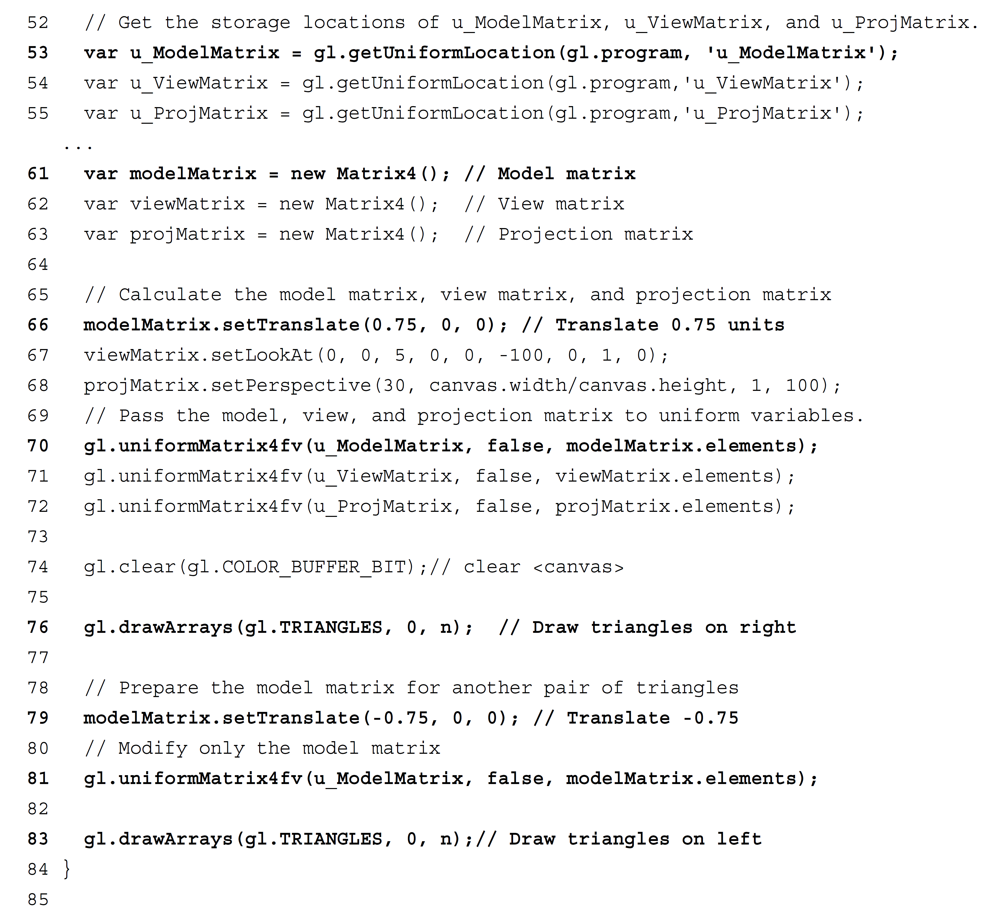 52   // Get the storage locations of u_ModelMatrix, u_ViewMatrix, and u_ProjMatrix.
53   var u_ModelMatrix = gl.getUniformLocation(gl.program, 'u_ModelMatrix');
54   var u_ViewMatrix = gl.getUniformLocation(gl.program,'u_ViewMatrix');
55   var u_ProjMatrix = gl.getUniformLocation(gl.program,'u_ProjMatrix');
   ...
61   var modelMatrix = new Matrix4(); // Model matrix
62   var viewMatrix = new Matrix4();  // View matrix
63   var projMatrix = new Matrix4();  // Projection matrix
64
65   // Calculate the model matrix, view matrix, and projection matrix
66   modelMatrix.setTranslate(0.75, 0, 0); // Translate 0.75 units
67   viewMatrix.setLookAt(0, 0, 5, 0, 0, -100, 0, 1, 0);
68   projMatrix.setPerspective(30, canvas.width/canvas.height, 1, 100);
69   // Pass the model, view, and projection matrix to uniform variables.
70   gl.uniformMatrix4fv(u_ModelMatrix, false, modelMatrix.elements);
71   gl.uniformMatrix4fv(u_ViewMatrix, false, viewMatrix.elements);
72   gl.uniformMatrix4fv(u_ProjMatrix, false, projMatrix.elements);
73
74   gl.clear(gl.COLOR_BUFFER_BIT);// clear <canvas>
75
76   gl.drawArrays(gl.TRIANGLES, 0, n);  // Draw triangles on right
77
78   // Prepare the model matrix for another pair of triangles
79   modelMatrix.setTranslate(-0.75, 0, 0); // Translate -0.75
80   // Modify only the model matrix
81   gl.uniformMatrix4fv(u_ModelMatrix, false, modelMatrix.elements);
82
83   gl.drawArrays(gl.TRIANGLES, 0, n);// Draw triangles on left
84 }
85